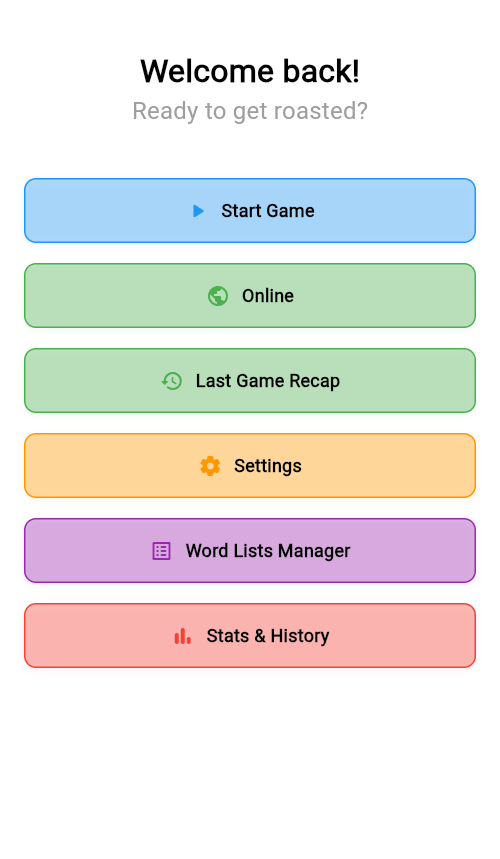 Welcome back!
Ready to get roasted?
Start Game
Online
Last Game Recap
Settings
Word Lists Manager
Stats & History